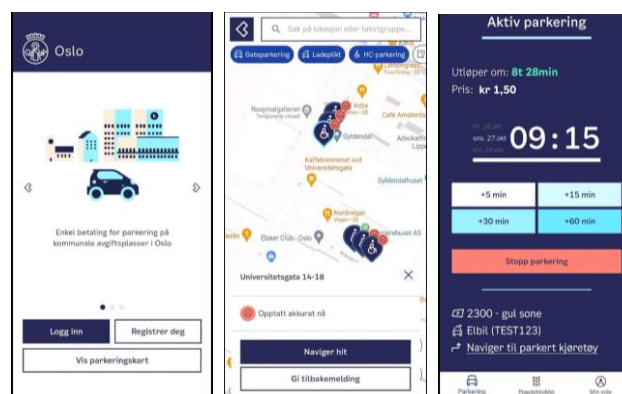 Oslo
Enkel betaling for parkering på
kommunale avgiftsplasser i Oslo
Logg inn
Registrer deg
Vis parkeringskart
Søk på lokasjon eller takstgruppe...
Gateparkering
Ladeplikt
HC-parkering
Nasjonalgalleriet
India
Gyldendal
Kaffebrenneriet avd
Universitetsgata
Gyldendalhuset
Nordvegan
Elsker Club - Oslo
Universitetsgata 14-18
Opptatt akkurat nå
Naviger hit
Gi tilbakemelding
Aktiv parkering
Utløper om: 8t 28min
Pris: kr 1,50
ons. 27.okt
09:15
+5 min
+15 min
+30 min
+60 min
Stopp parkering
2300 - gul sone
Elbil (TEST123)
Naviger til parkert kjøretøy
Parkering
Min side